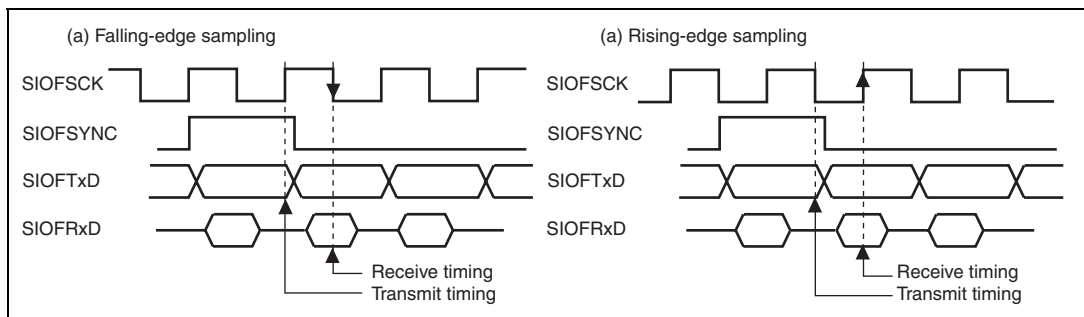 (a) Falling-edge sampling
SIOFSCK
SIOFSYNC
SIOFTxD
SIOFRxD
Receive timing
Transmit timing
(a) Rising-edge sampling
SIOFSCK
SIOFSYNC
SIOFTxD
SIOFRxD
Receive timing
Transmit timing